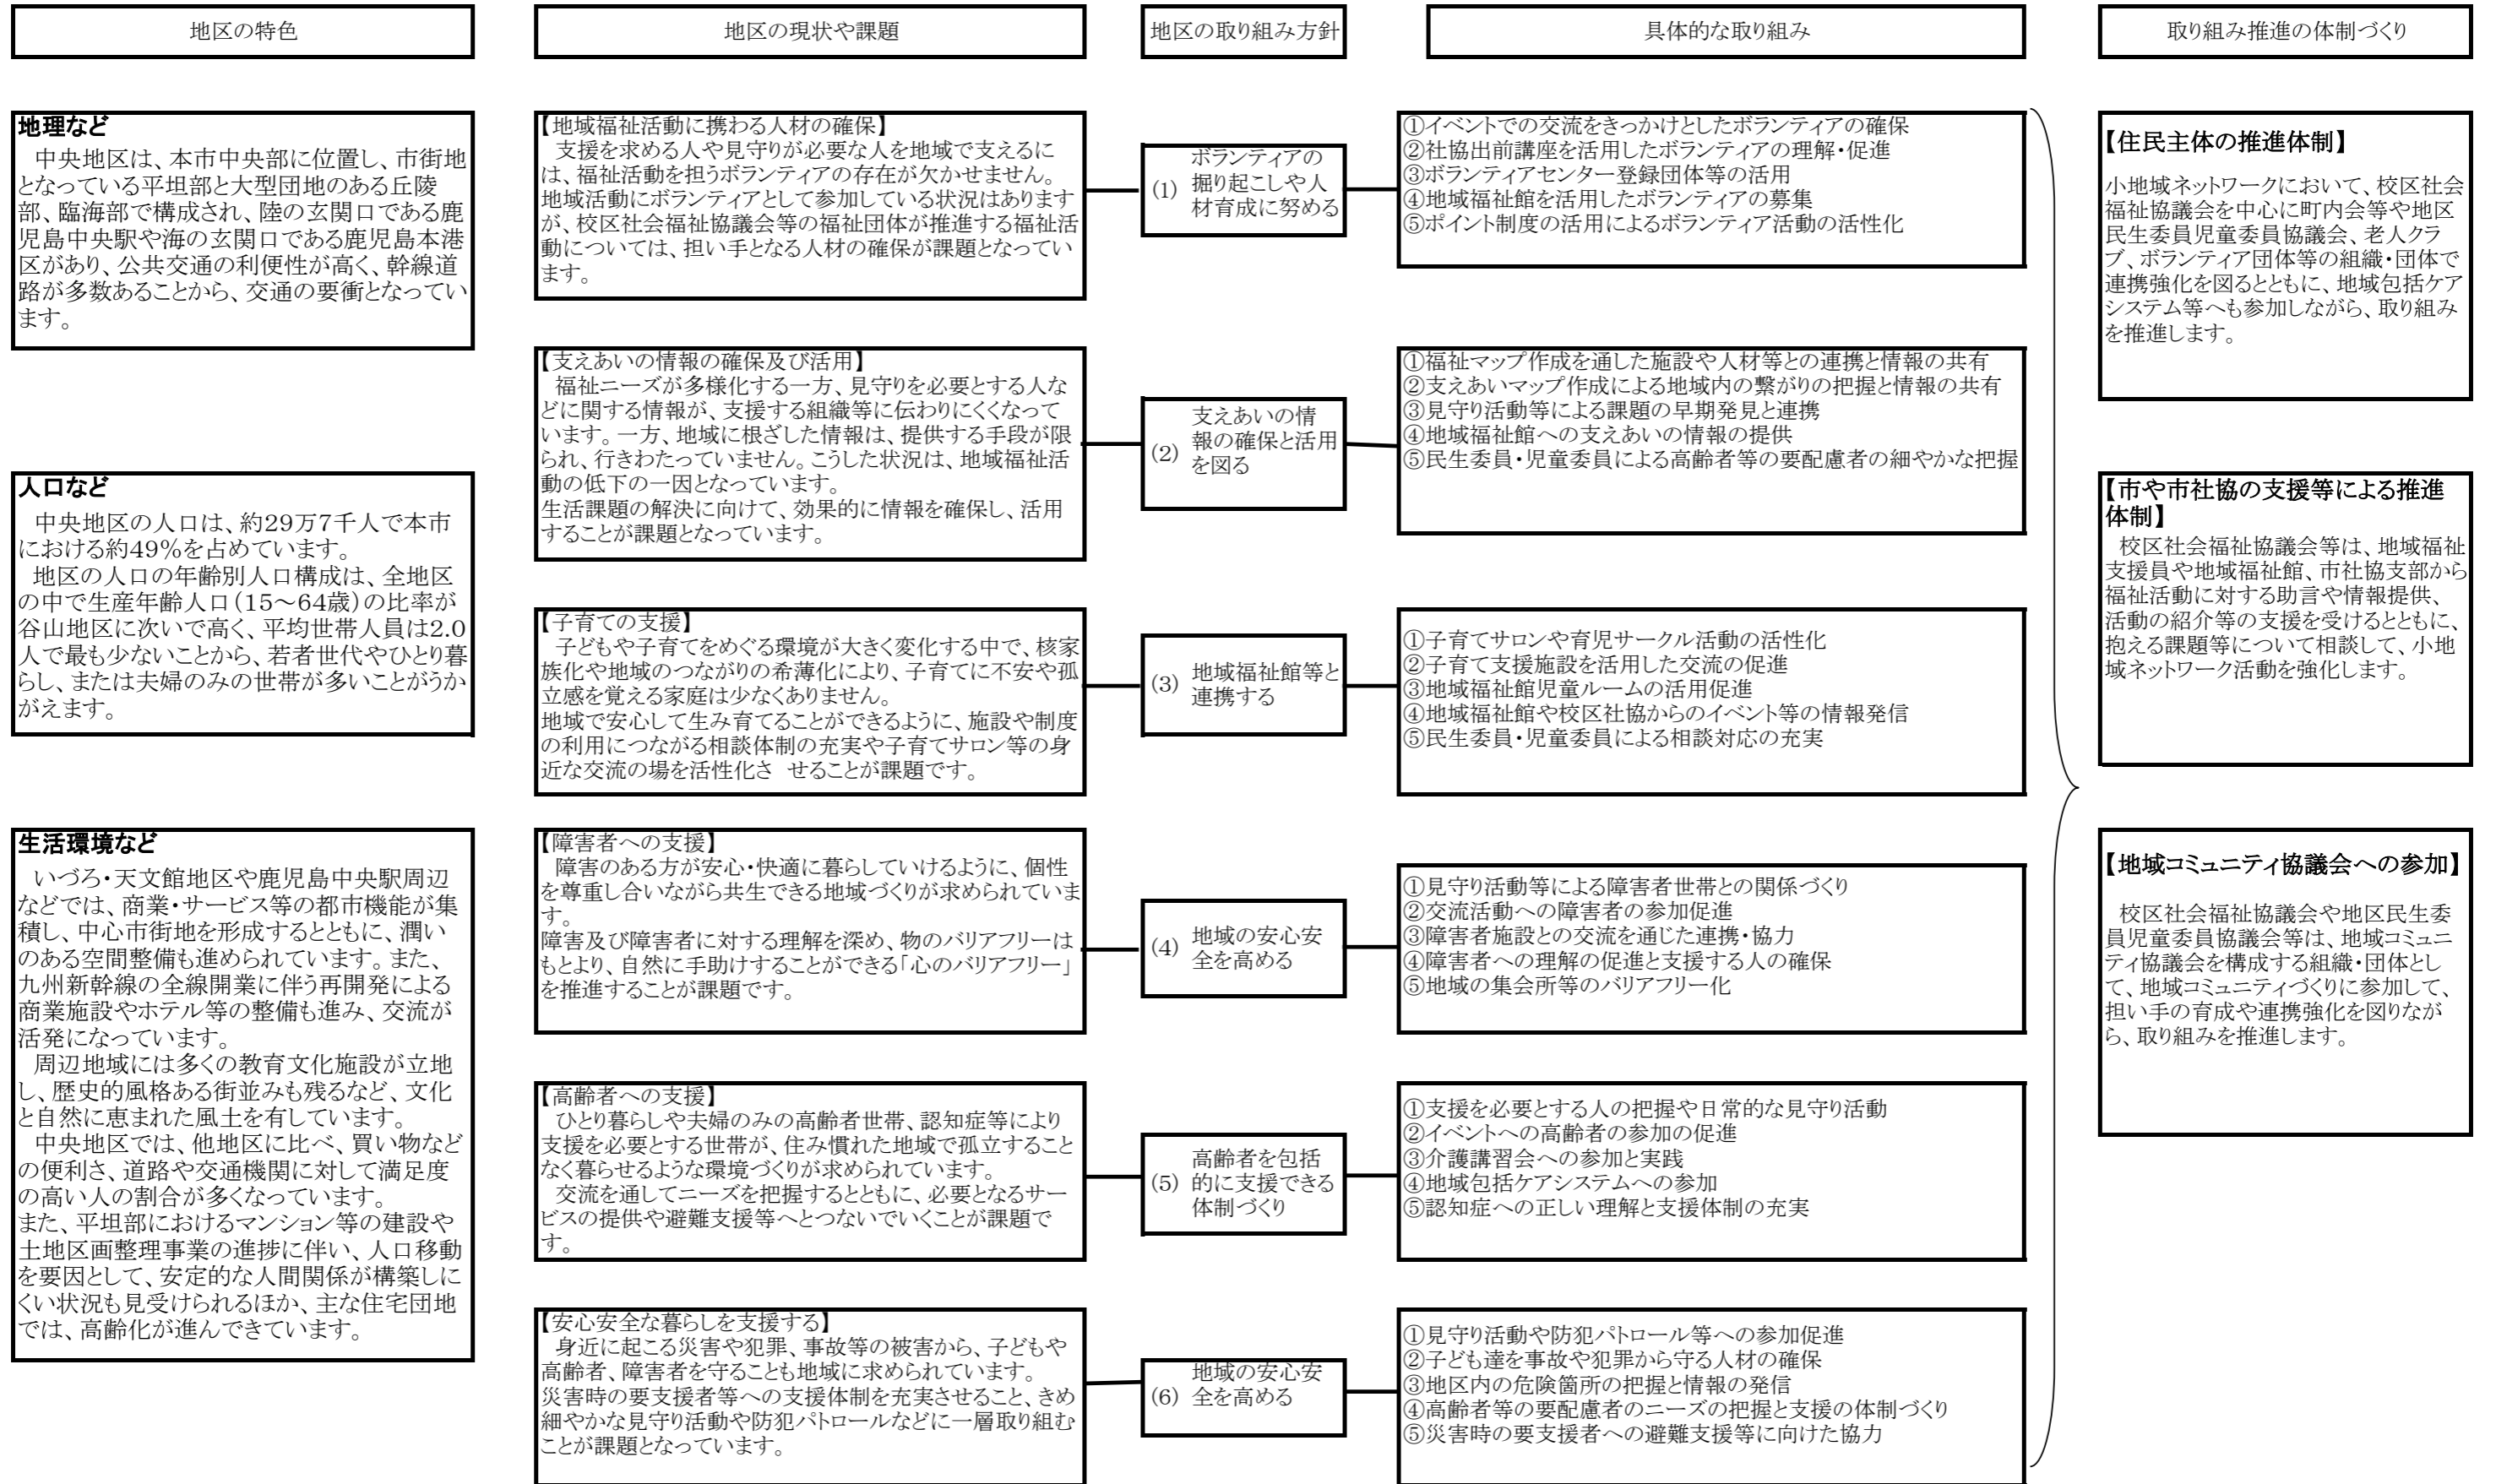 地区の特色
地区の現状や課題
地区の取り組み方針
具体的な取り組み
取り組み推進の体制づくり
地理など
中央地区は、本市中央部に位置し、市街地
となっている平坦部と大型団地のある丘陵
部、臨海部で構成され、陸の玄関口である鹿
児島中央駅や海の玄関口である鹿児島本港
区があり、公共交通の利便性が高く、幹線道
路が多数あることから、交通の要衝となってい
ます。
人口など
中央地区の人口は、約29万7千人で本市
における約49%を占めています。
地区の人口の年齢別人口構成は、全地区
の中で生産年齢人口(15～64歳)の比率が
谷山地区に次いで高く、平均世帯人員は2.0
人で最も少ないことから、若者世代やひとり暮
らし、または夫婦のみの世帯が多いことがうか
がえます。
生活環境など
いづろ・天文館地区や鹿児島中央駅周辺
などでは、商業・サービス等の都市機能が集
積し、中心市街地を形成するとともに、潤い
のある空間整備も進められています。また、
九州新幹線の全線開業に伴う再開発による
商業施設やホテル等の整備も進み、交流が
活発になっています。
周辺地域には多くの教育文化施設が立地
し、歴史的風格ある街並みも残るなど、文化
と自然に恵まれた風土を有しています。
中央地区では、他地区に比べ、買い物など
の便利さ、道路や交通機関に対して満足度
の高い人の割合が多くなっています。
また、平坦部におけるマンション等の建設や
土地区画整理事業の進捗に伴い、人口移動
を要因として、安定的な人間関係が構築しに
くい状況も見受けられるほか、主な住宅団地
では、高齢化が進んできています。
【地域福祉活動に携わる人材の確保】
支援を求める人や見守りが必要な人を地域で支えるに
は、福祉活動を担うボランティアの存在が欠かせません。
地域活動にボランティアとして参加している状況はあります
が、校区社会福祉協議会等の福祉団体が推進する福祉活
動については、担い手となる人材の確保が課題となってい
ます。
(1) ボランティアの
掘り起こしや人
材育成に努める
①イベントでの交流をきっかけとしたボランティアの確保
②社協出前講座を活用したボランティアの理解・促進
③ボランティアセンター登録団体等の活用
④地域福祉館を活用したボランティアの募集
⑤ポイント制度の活用によるボランティア活動の活性化
【支えあいの情報の確保及び活用】
福祉ニーズが多様化する一方、見守りを必要とする人な
どに関する情報が、支援する組織等に伝わりにくくなって
います。一方、地域に根ざした情報は、提供する手段が限
られ、行きわたっていません。こうした状況は、地域福祉活
動の低下の一因となっています。
生活課題の解決に向けて、効果的に情報を確保し、活用
することが課題となっています。
(2) 支えあいの情
報の確保と活用
を図る
①福祉マップ作成を通した施設や人材等との連携と情報の共有
②支えあいマップ作成による地域内の繋がりの把握と情報の共有
③見守り活動等による課題の早期発見と連携
④地域福祉館への支えあいの情報の提供
⑤民生委員・児童委員による高齢者等の要配慮者の細やかな把握
【子育ての支援】
子どもや子育てをめぐる環境が大きく変化する中で、核家
族化や地域のつながりの希薄化により、子育てに不安や孤
立感を覚える家庭は少なくありません。
地域で安心して生み育てることができるように、施設や制度
の利用につながる相談体制の充実や子育てサロン等の身
近な交流の場を活性化さ せることが課題です。
(3) 地域福祉館等と
連携する
①子育てサロンや育児サークル活動の活性化
②子育て支援施設を活用した交流の促進
③地域福祉館児童ルームの活用促進
④地域福祉館や校区社協からのイベント等の情報発信
⑤民生委員・児童委員による相談対応の充実
【障害者への支援】
障害のある方が安心・快適に暮らしていけるように、個性
を尊重し合いながら共生できる地域づくりが求められていま
す。
障害及び障害者に対する理解を深め、物のバリアフリーは
もとより、自然に手助けすることができる「心のバリアフリー」
を推進することが課題です。
(4) 地域の安心安
全を高める
①見守り活動等による障害者世帯との関係づくり
②交流活動への障害者の参加促進
③障害者施設との交流を通じた連携・協力
④障害者への理解の促進と支援する人の確保
⑤地域の集会所等のバリアフリー化
【高齢者への支援】
ひとり暮らしや夫婦のみの高齢者世帯、認知症等により
支援を必要とする世帯が、住み慣れた地域で孤立すること
なく暮らせるような環境づくりが求められています。
交流を通してニーズを把握するとともに、必要となるサー
ビスの提供や避難支援等へとつないでいくことが課題で
す。
(5) 高齢者を包括
的に支援できる
体制づくり
①支援を必要とする人の把握や日常的な見守り活動
②イベントへの高齢者の参加の促進
③介護講習会への参加と実践
④地域包括ケアシステムへの参加
⑤認知症への正しい理解と支援体制の充実
【安心安全な暮らしを支援する】
身近に起こる災害や犯罪、事故等の被害から、子どもや
高齢者、障害者を守ることも地域に求められています。
災害時の要支援者等への支援体制を充実させること、きめ
細やかな見守り活動や防犯パトロールなどに一層取り組む
ことが課題となっています。
(6) 地域の安心安
全を高める
①見守り活動や防犯パトロール等への参加促進
②子ども達を事故や犯罪から守る人材の確保
③地区内の危険箇所の把握と情報の発信
④高齢者等の要配慮者のニーズの把握と支援の体制づくり
⑤災害時の要支援者への避難支援等に向けた協力
【住民主体の推進体制】
小地域ネットワークにおいて、校区社会
福祉協議会を中心に町内会等や地区
民生委員児童委員協議会、老人クラ
ブ、ボランティア団体等の組織・団体で
連携強化を図るとともに、地域包括ケア
システム等へも参加しながら、取り組み
を推進します。
【市や市社協の支援等による推進
体制】
校区社会福祉協議会等は、地域福祉
支援員や地域福祉館、市社協支部から
福祉活動に対する助言や情報提供、
活動の紹介等の支援を受けるとともに、
抱える課題等について相談して、小地
域ネットワーク活動を強化します。
【地域コミュニティ協議会への参加】
校区社会福祉協議会や地区民生委
員児童委員協議会等は、地域コミュニ
ティ協議会を構成する組織・団体とし
て、地域コミュニティづくりに参加して、
担い手の育成や連携強化を図りなが
ら、取り組みを推進します。